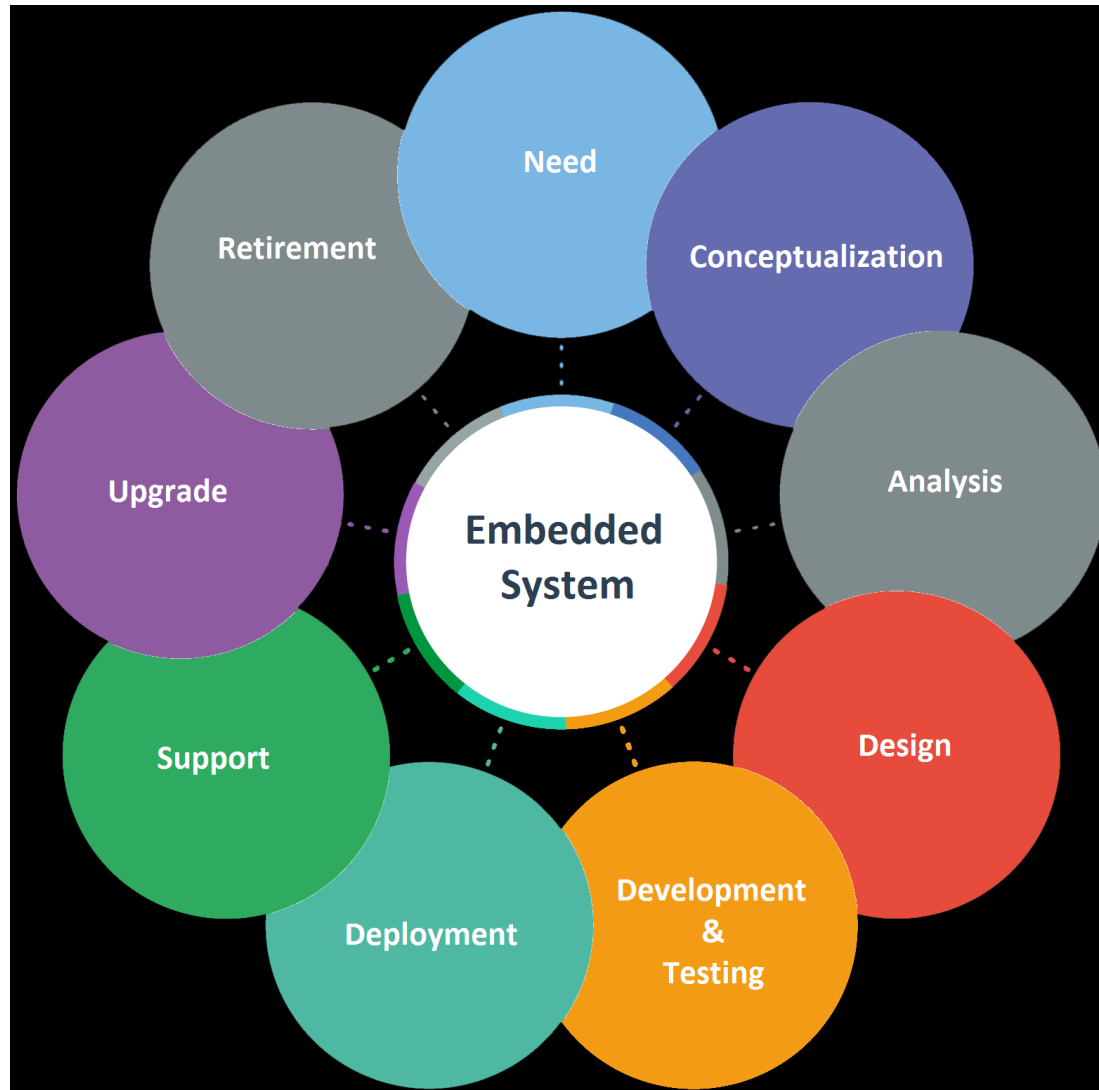 Need
Conceptualization
Analysis
Design
Development
&
Testing
Deployment
Support
Upgrade
Retirement
Embedded
System